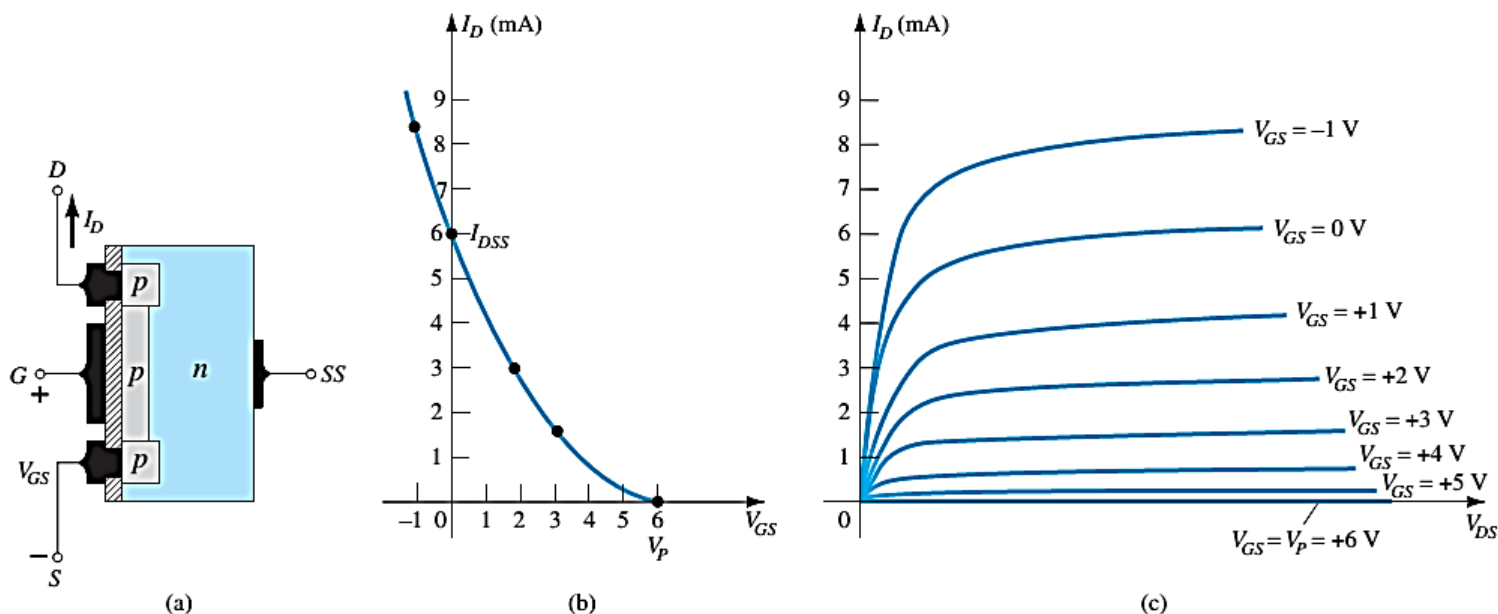 D
I_D
p
G
+
p
n
SS
p
V_GS
–
S
(a)
I_D (mA)
9
8
7
6
I_DSS
5
4
3
2
1
–1 0 1 2 3 4 5 6
V_GS
V_P
(b)
I_D (mA)
9
8
7
6
5
4
3
2
1
0
V_GS = –1 V
V_GS = 0 V
V_GS = +1 V
V_GS = +2 V
V_GS = +3 V
V_GS = +4 V
V_GS = +5 V
V_DS
V_GS = V_P = +6 V
(c)